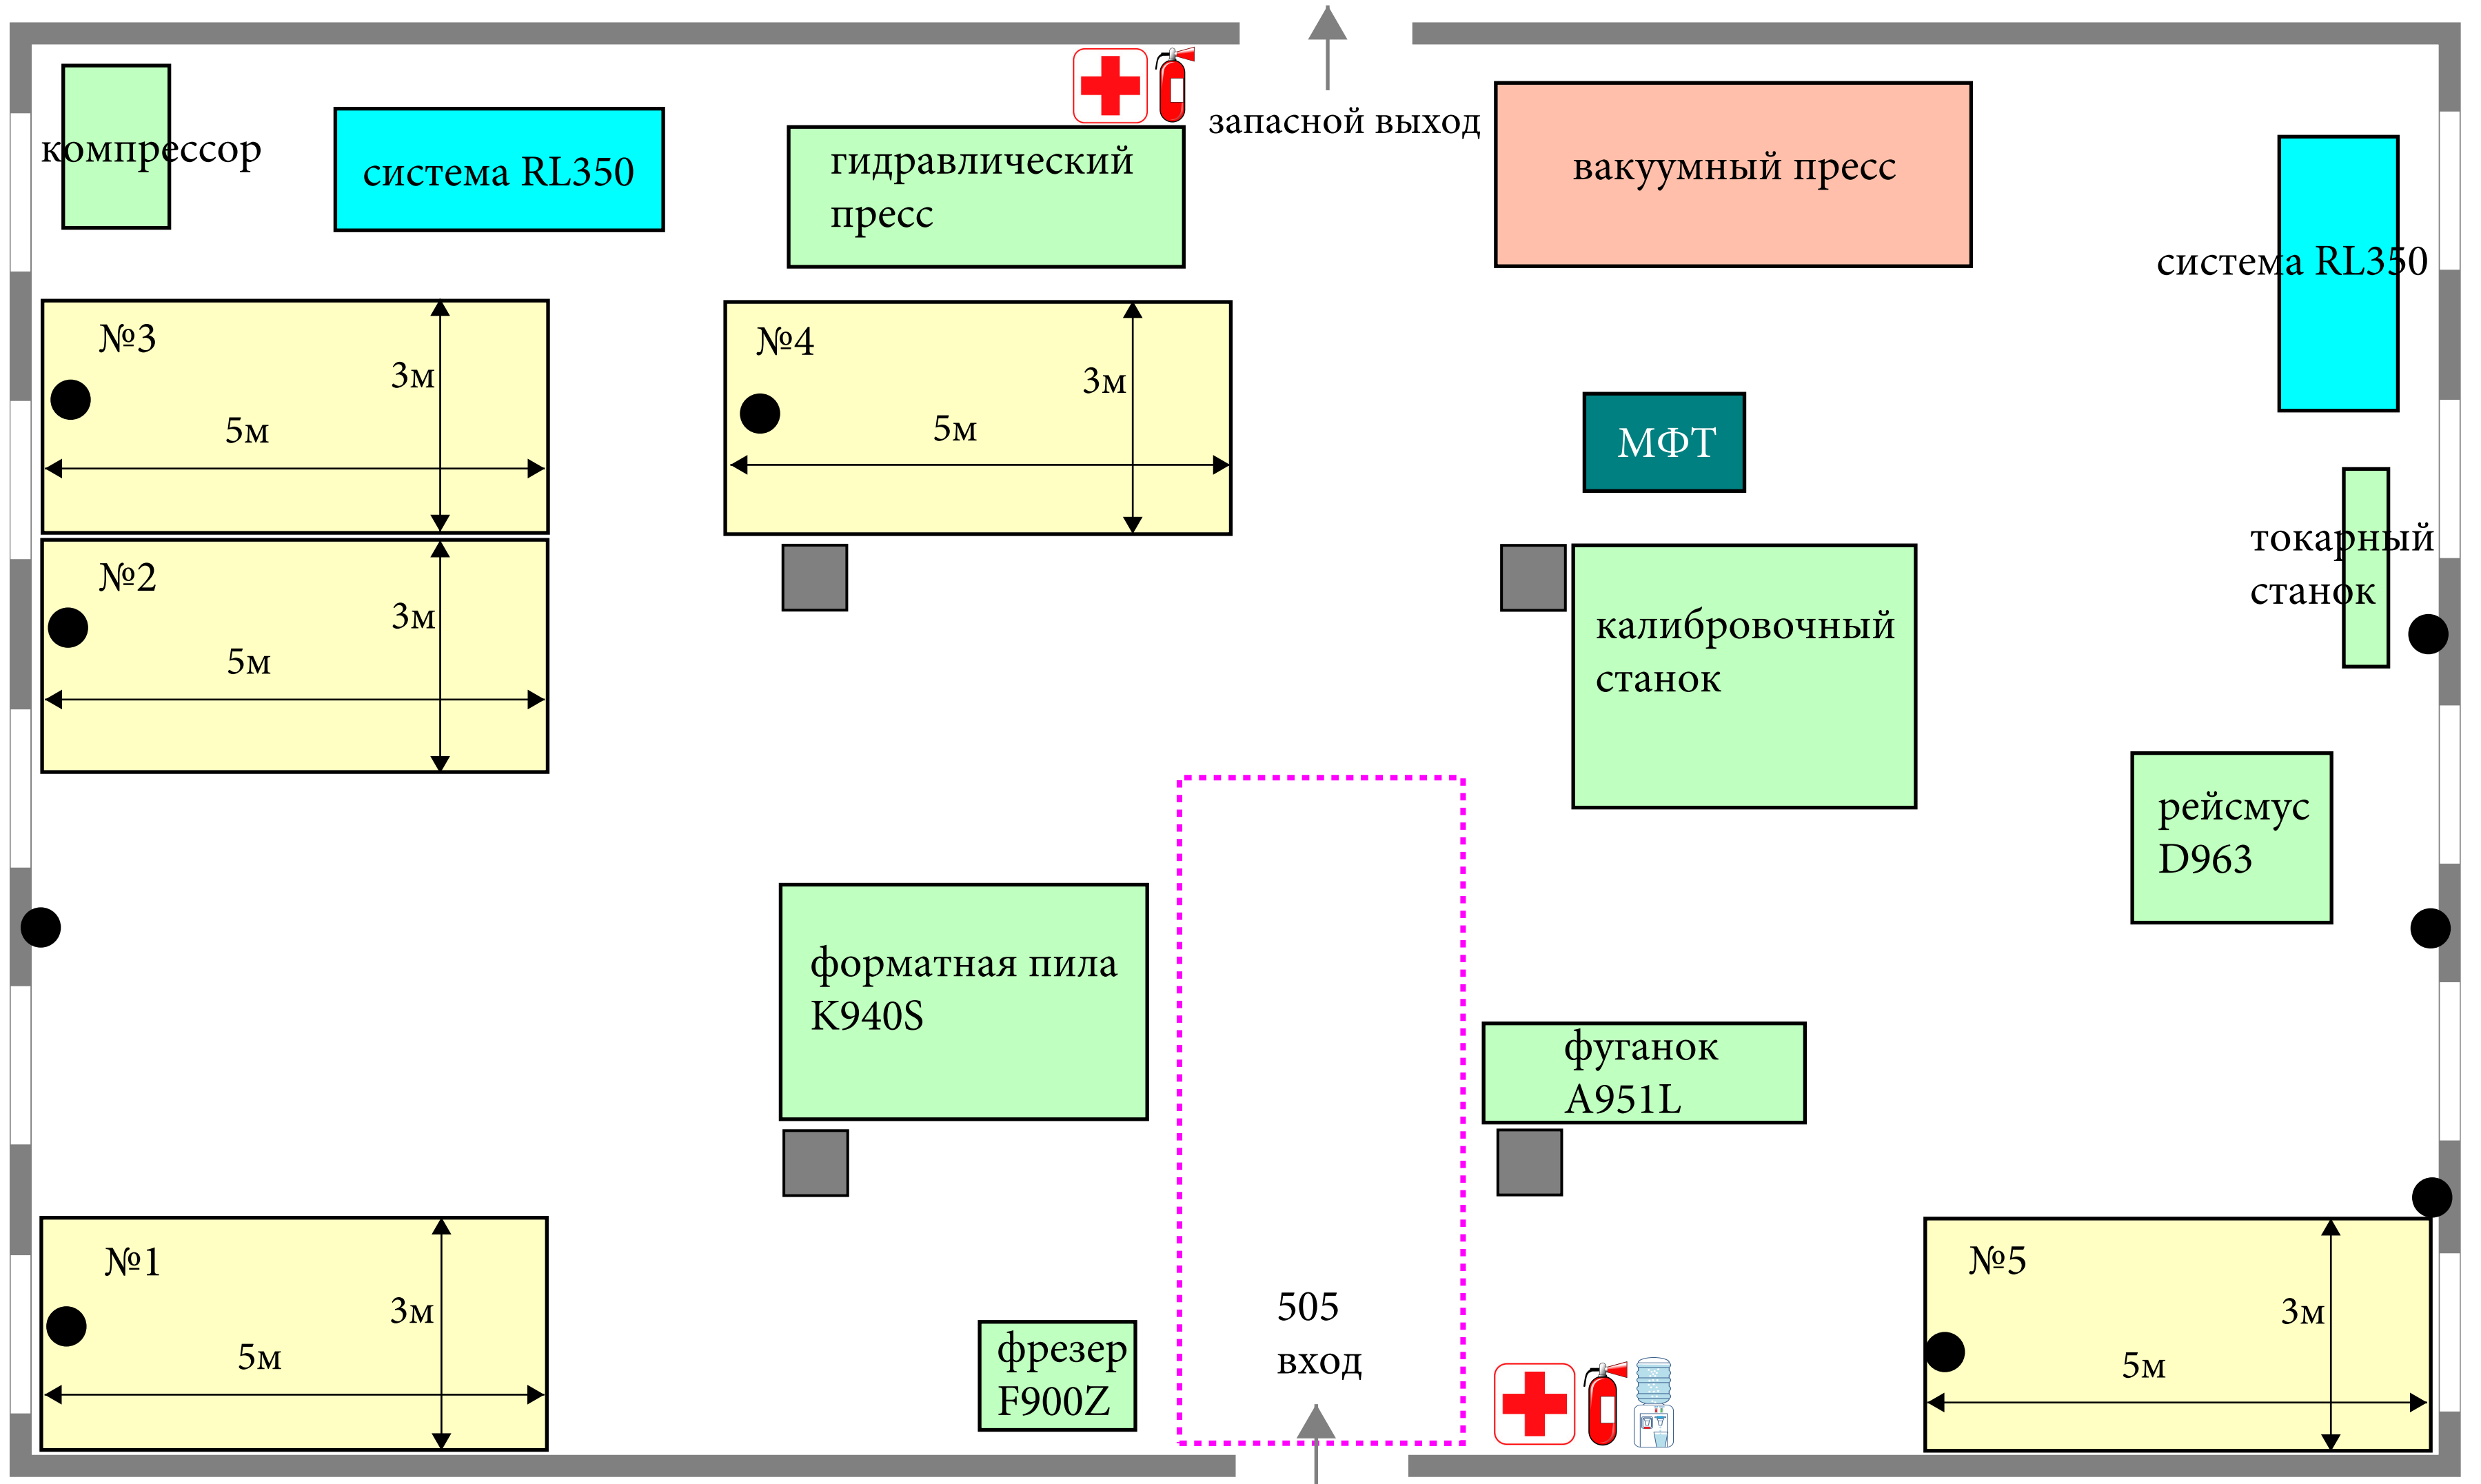 запасной выход
компрессор
система RL350
гидравлический
пресс
вакуумный пресс
система RL350
№3
3м
5м
№4
3м
5м
МФТ
токарный
станок
№2
3м
5м
калибровочный
станок
рейсмус
D963
форматная пила
K940S
фуганок
A951L
№1
3м
5м
фрезер
F900Z
505
вход
№5
3м
5м